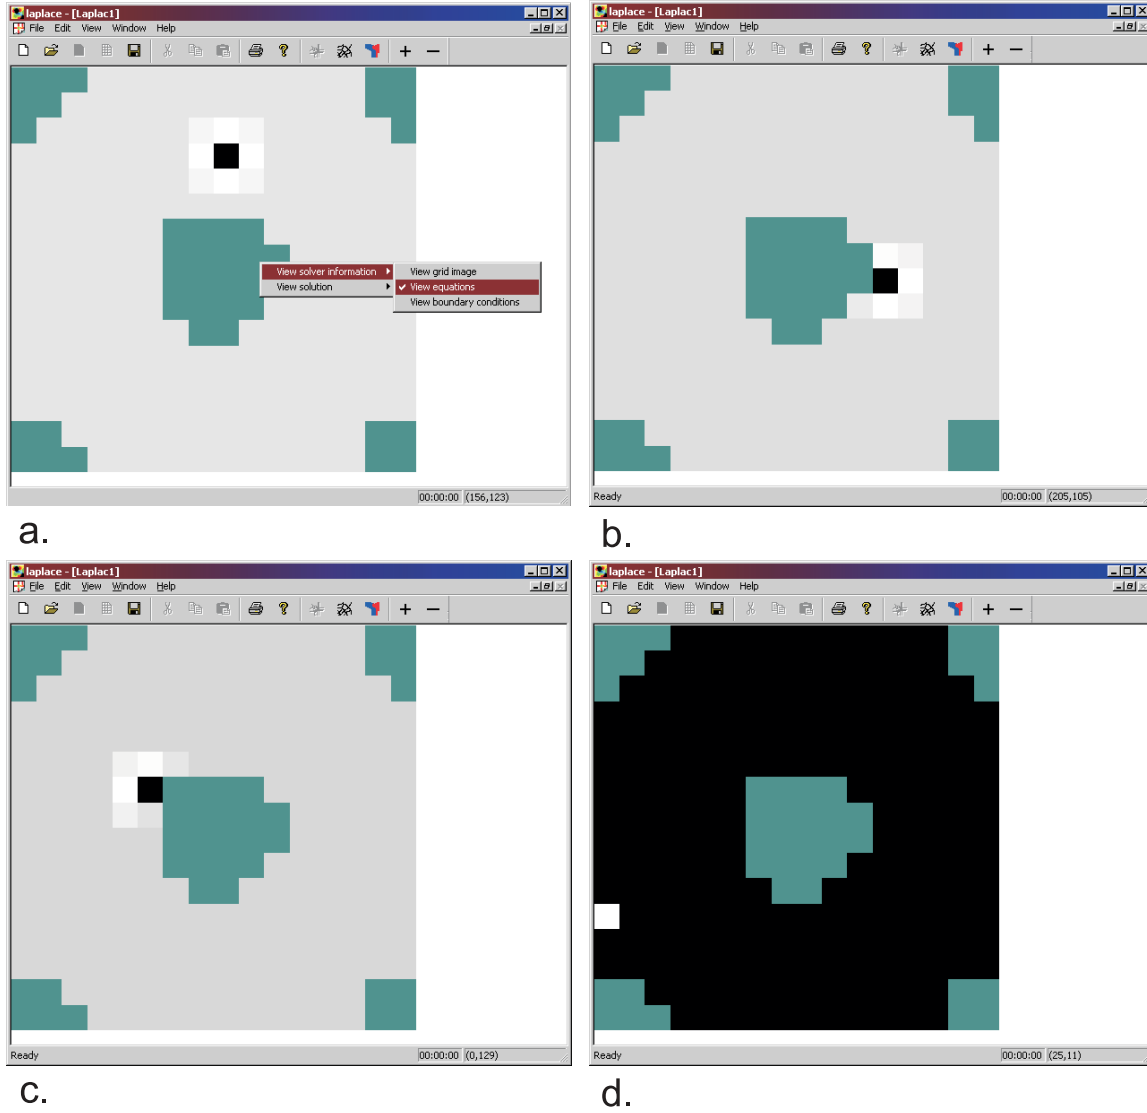 laplace - [Laplac1]
File Edit View Window Help
View solver information
View solution
View grid image
View equations
View boundary conditions
00:00:00 (156,123)
a.
laplace - [Laplac1]
File Edit View Window Help
Ready 00:00:00 (205,105)
b.
laplace - [Laplac1]
File Edit View Window Help
Ready 00:00:00 (0,129)
c.
laplace - [Laplac1]
File Edit View Window Help
Ready 00:00:00 (25,11)
d.